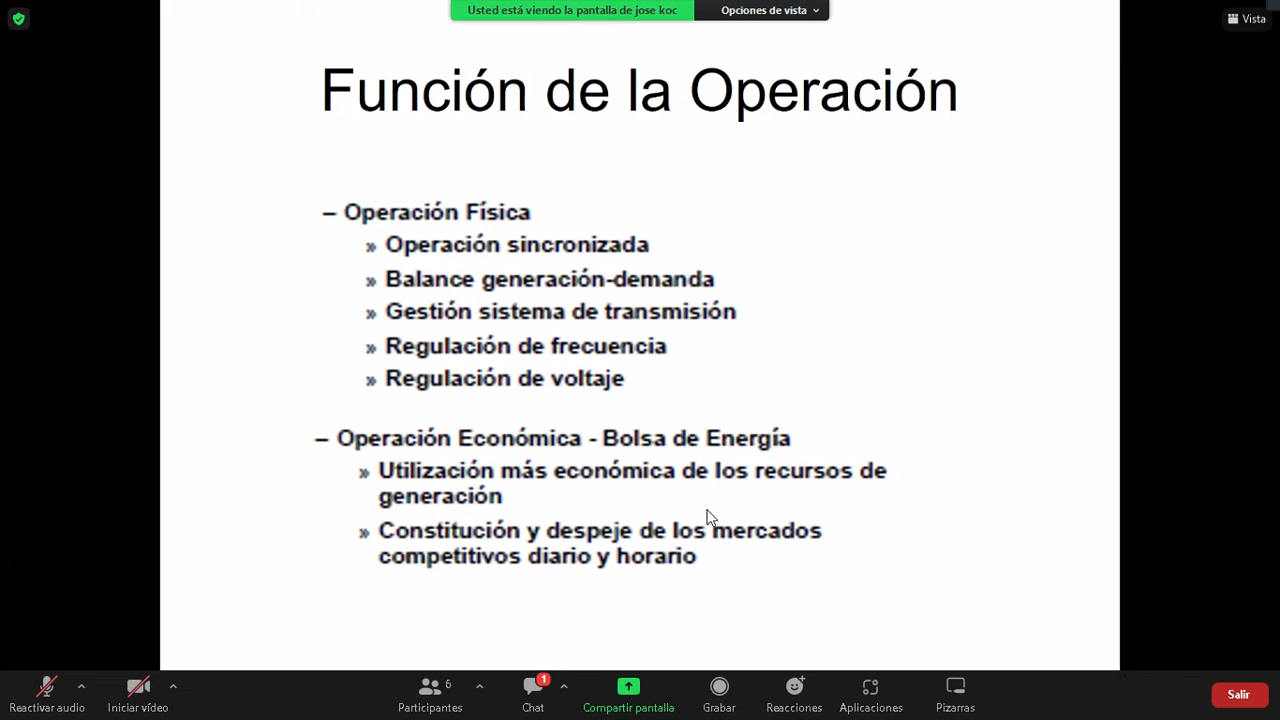 Usted está viendo la pantalla de jose koc
Opciones de vista
Vista
Función de la Operación
– Operación Física
» Operación sincronizada
» Balance generación-demanda
» Gestión sistema de transmisión
» Regulación de frecuencia
» Regulación de voltaje
– Operación Económica - Bolsa de Energía
» Utilización más económica de los recursos de
generación
» Constitución y despeje de los mercados
competitivos diario y horario
Reactivar audio
Iniciar vídeo
6
Participantes
1
Chat
Compartir pantalla
Grabar
Reacciones
Aplicaciones
Pizarras
Salir